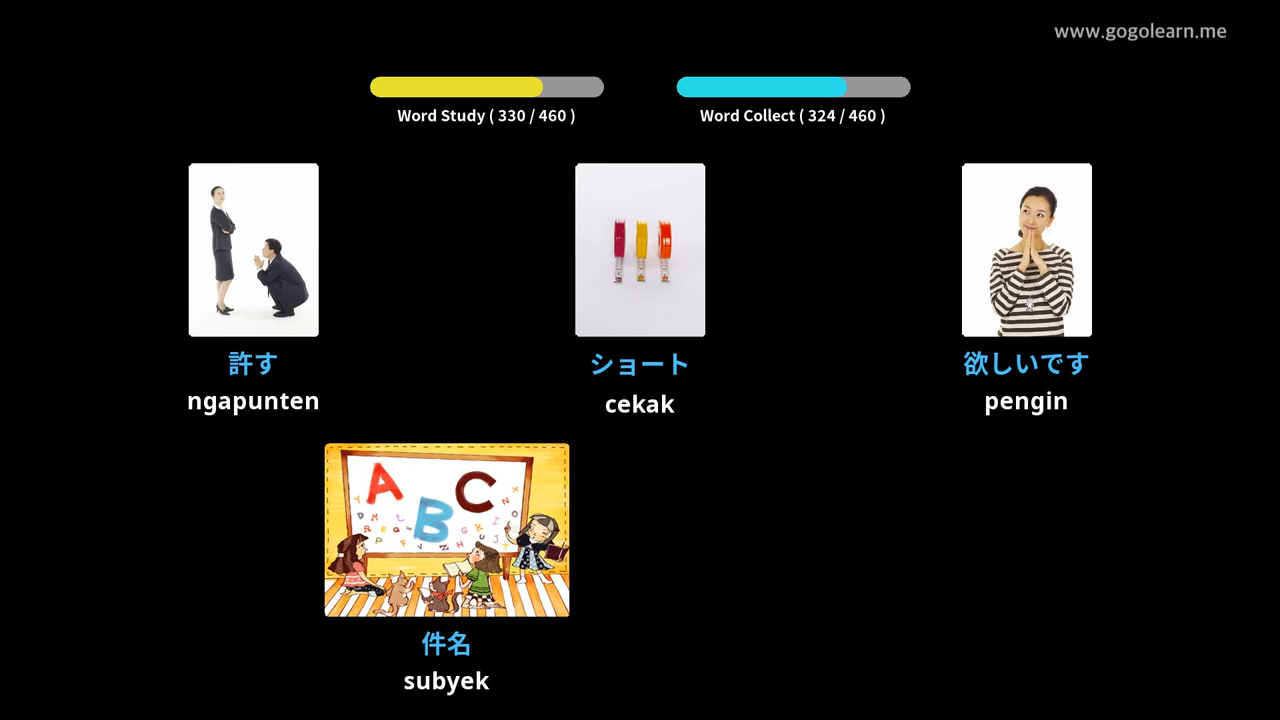 www.gogolearn.me
Word Study ( 330 / 460 )
Word Collect ( 324 / 460 )
許す
ngapunten
ショート
cekak
欲しいです
pengin
A B C
件名
subyek